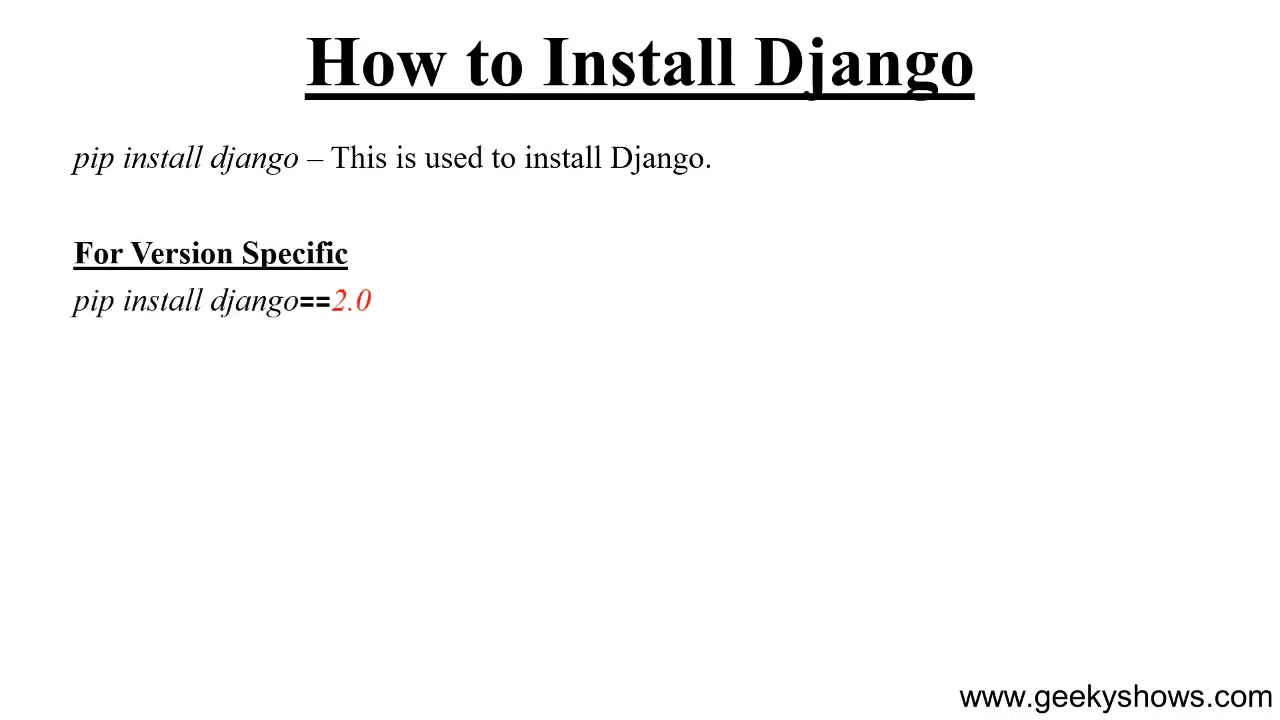 How to Install Django
pip install django – This is used to install Django.
For Version Specific
pip install django==2.0
www.geekyshows.com